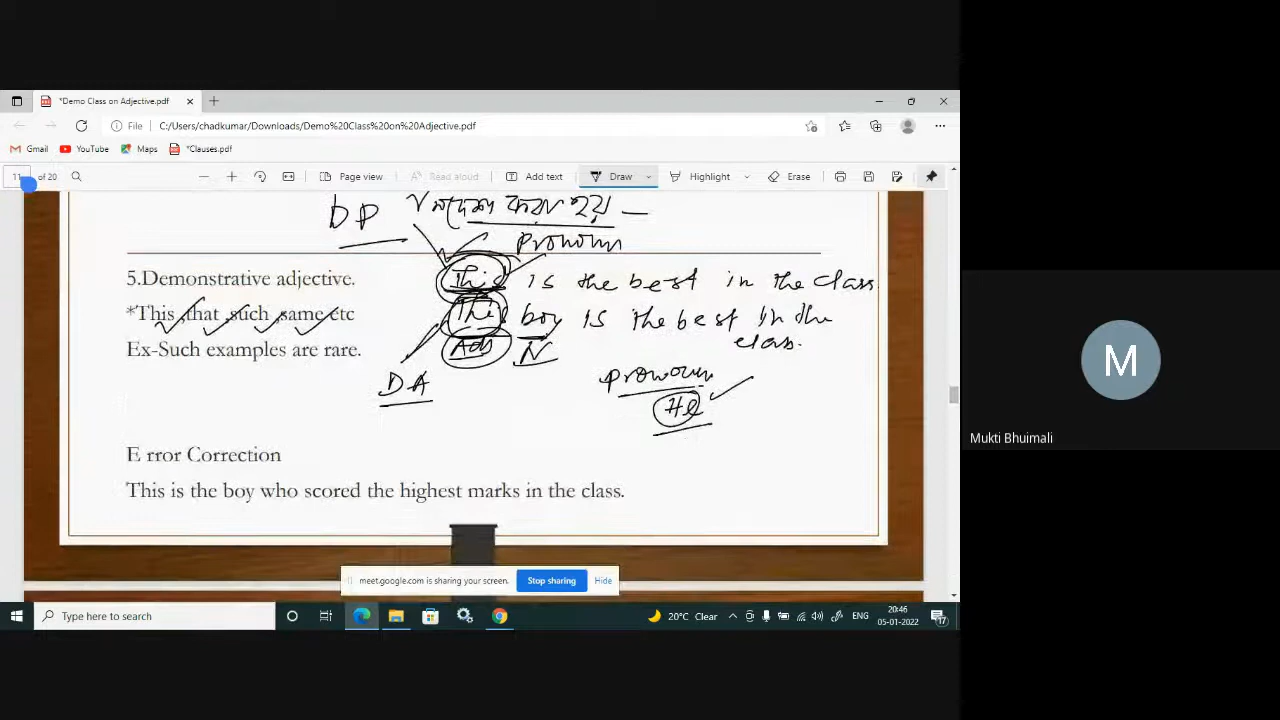 *Demo Class on Adjective.pdf
File C:/Users/chadkumar/Downloads/Demo%20Class%20on%20Adjective.pdf
Gmail YouTube Maps *Clauses.pdf
11 of 20 Page view Read aloud Add text Draw Highlight Erase
DP করা হয় —
pronoun
5.Demonstrative adjective.
This is the best in the class.
*This ,that ,such ,same etc
This boy is the best in the class.
Ex-Such examples are rare.
Adj N
DA
pronoun
He
E rror Correction
This is the boy who scored the highest marks in the class.
meet.google.com is sharing your screen. Stop sharing Hide
Type here to search
20°C Clear ENG 20:46
05-01-2022
17
M
Mukti Bhuimali